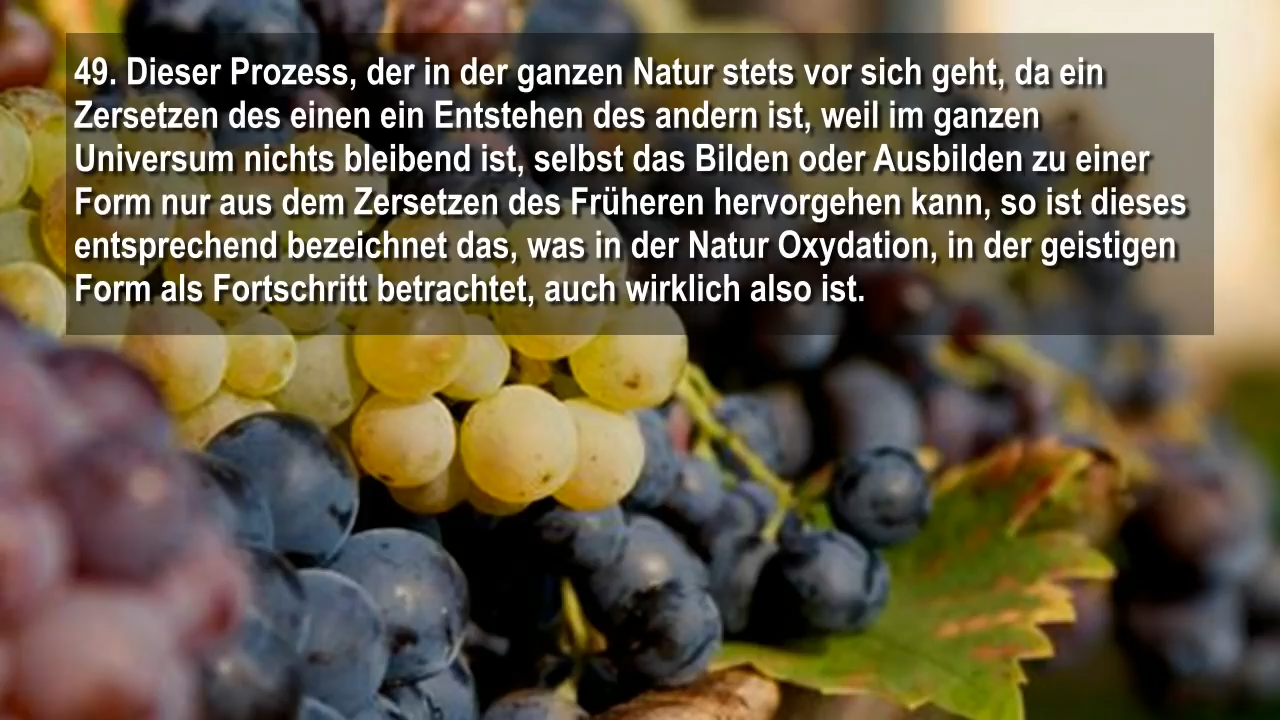 49. Dieser Prozess, der in der ganzen Natur stets vor sich geht, da ein
Zersetzen des einen ein Entstehen des andern ist, weil im ganzen
Universum nichts bleibend ist, selbst das Bilden oder Ausbilden zu einer
Form nur aus dem Zersetzen des Früheren hervorgehen kann, so ist dieses
entsprechend bezeichnet das, was in der Natur Oxydation, in der geistigen
Form als Fortschritt betrachtet, auch wirklich also ist.